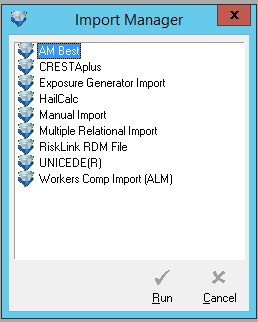 Import Manager
AM Best
CRESTAplus
Exposure Generator Import
HailCalc
Manual Import
Multiple Relational Import
RiskLink RDM File
UNICEDE(R)
Workers Comp Import (ALM)
Run
Cancel